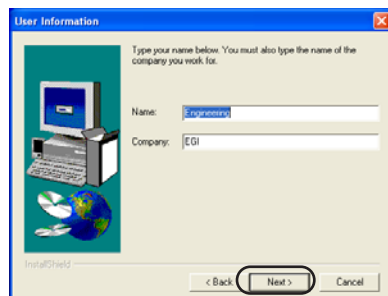 User Information
Type your name below. You must also type the name of the
company you work for.
Name: Engineering
Company: EGI
InstallShield
< Back Next > Cancel